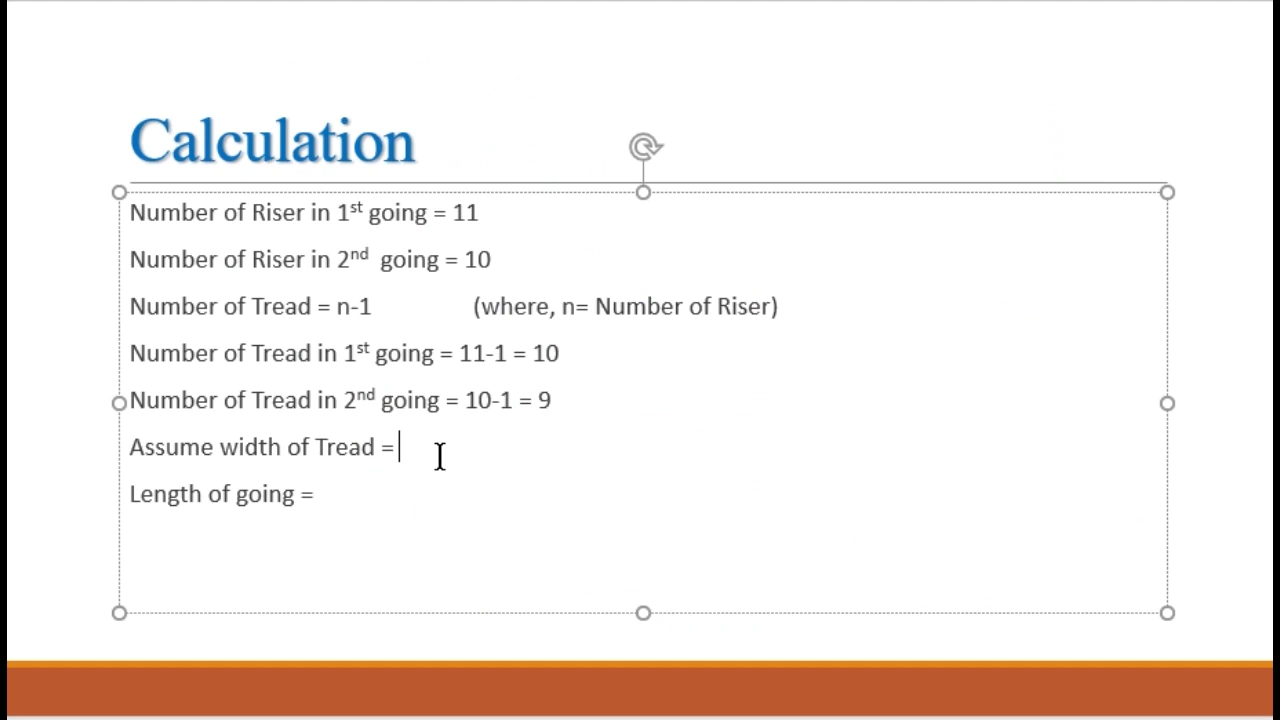 Calculation
Number of Riser in 1st going = 11
Number of Riser in 2nd going = 10
Number of Tread = n-1 (where, n= Number of Riser)
Number of Tread in 1st going = 11-1 = 10
Number of Tread in 2nd going = 10-1 = 9
Assume width of Tread =
Length of going =